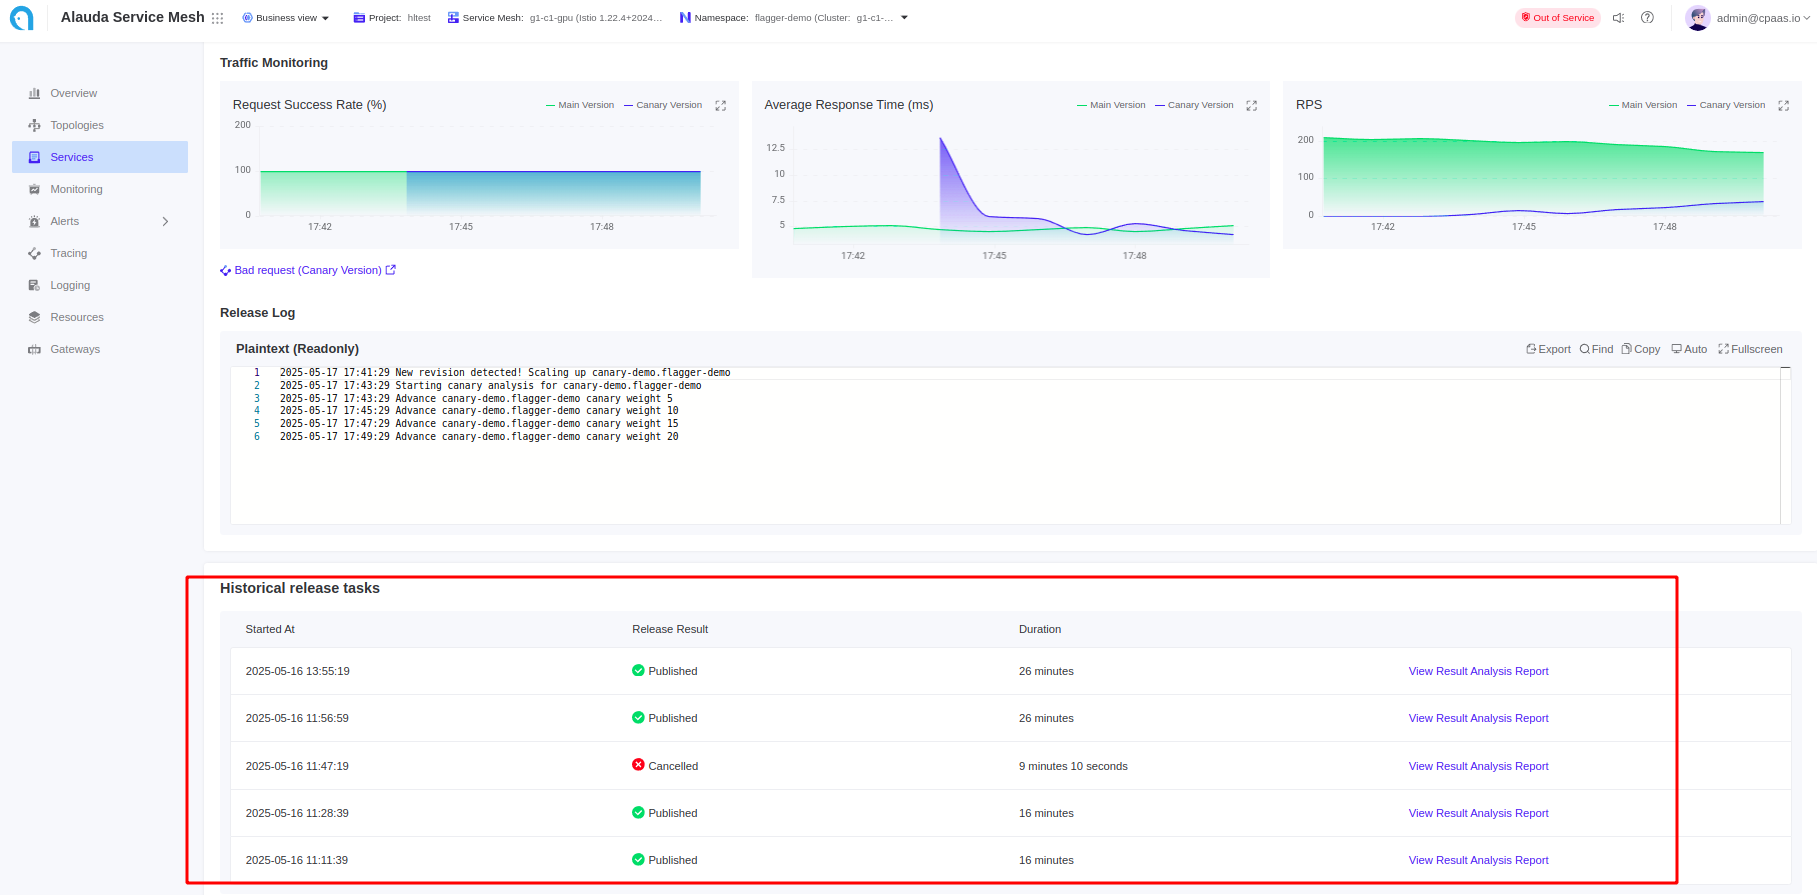 Alauda Service Mesh
Business view
Project: hltest
Service Mesh: g1-c1-gpu (Istio 1.22.4+2024...
Namespace: flagger-demo (Cluster: g1-c1-...
Out of Service
admin@cpaas.io
Overview
Topologies
Services
Monitoring
Alerts
Tracing
Logging
Resources
Gateways
Traffic Monitoring
Request Success Rate (%)
Main Version Canary Version
200
100
0
17:42 17:45 17:48
Bad request (Canary Version)
Average Response Time (ms)
Main Version Canary Version
12.5
10
7.5
5
17:42 17:45 17:48
RPS
Main Version Canary Version
200
100
0
17:42 17:45 17:48
Release Log
Plaintext (Readonly)
Export Find Copy Auto Fullscreen
1 2025-05-17 17:41:29 New revision detected! Scaling up canary-demo.flagger-demo
2 2025-05-17 17:43:29 Starting canary analysis for canary-demo.flagger-demo
3 2025-05-17 17:43:29 Advance canary-demo.flagger-demo canary weight 5
4 2025-05-17 17:45:29 Advance canary-demo.flagger-demo canary weight 10
5 2025-05-17 17:47:29 Advance canary-demo.flagger-demo canary weight 15
6 2025-05-17 17:49:29 Advance canary-demo.flagger-demo canary weight 20
Historical release tasks
Started At Release Result Duration
2025-05-16 13:55:19 Published 26 minutes View Result Analysis Report
2025-05-16 11:56:59 Published 26 minutes View Result Analysis Report
2025-05-16 11:47:19 Cancelled 9 minutes 10 seconds View Result Analysis Report
2025-05-16 11:28:39 Published 16 minutes View Result Analysis Report
2025-05-16 11:11:39 Published 16 minutes View Result Analysis Report